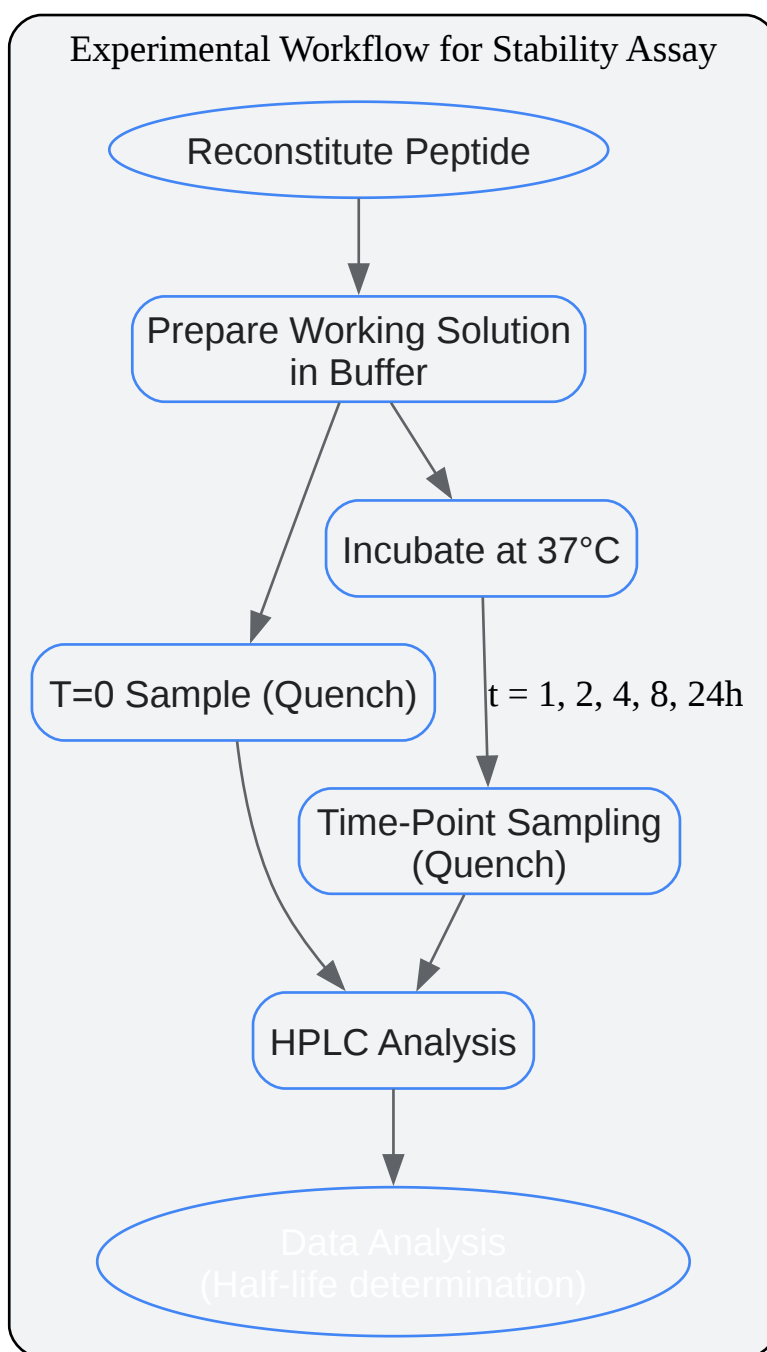 Experimental Workflow for Stability Assay
Reconstitute Peptide
Prepare Working Solution
in Buffer
Incubate at 37°C
T=0 Sample (Quench)
t = 1, 2, 4, 8, 24h
Time-Point Sampling
(Quench)
HPLC Analysis
Data Analysis
(Half-life determination)